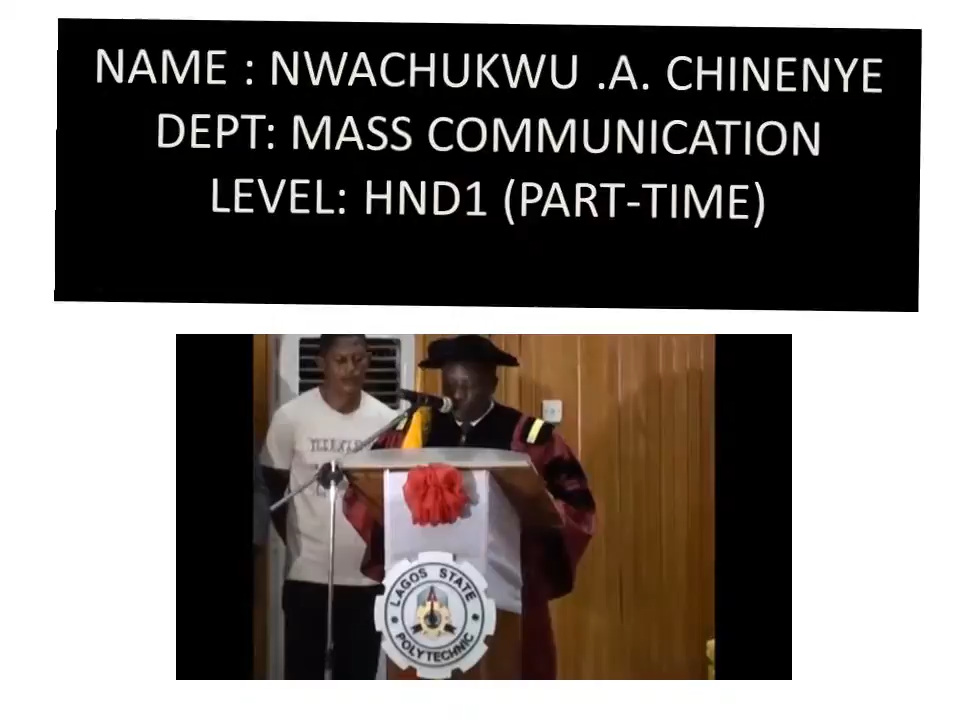 NAME : NWACHUKWU .A. CHINENYE
DEPT: MASS COMMUNICATION
LEVEL: HND1 (PART-TIME)
LAGOS STATE
POLYTECHNIC